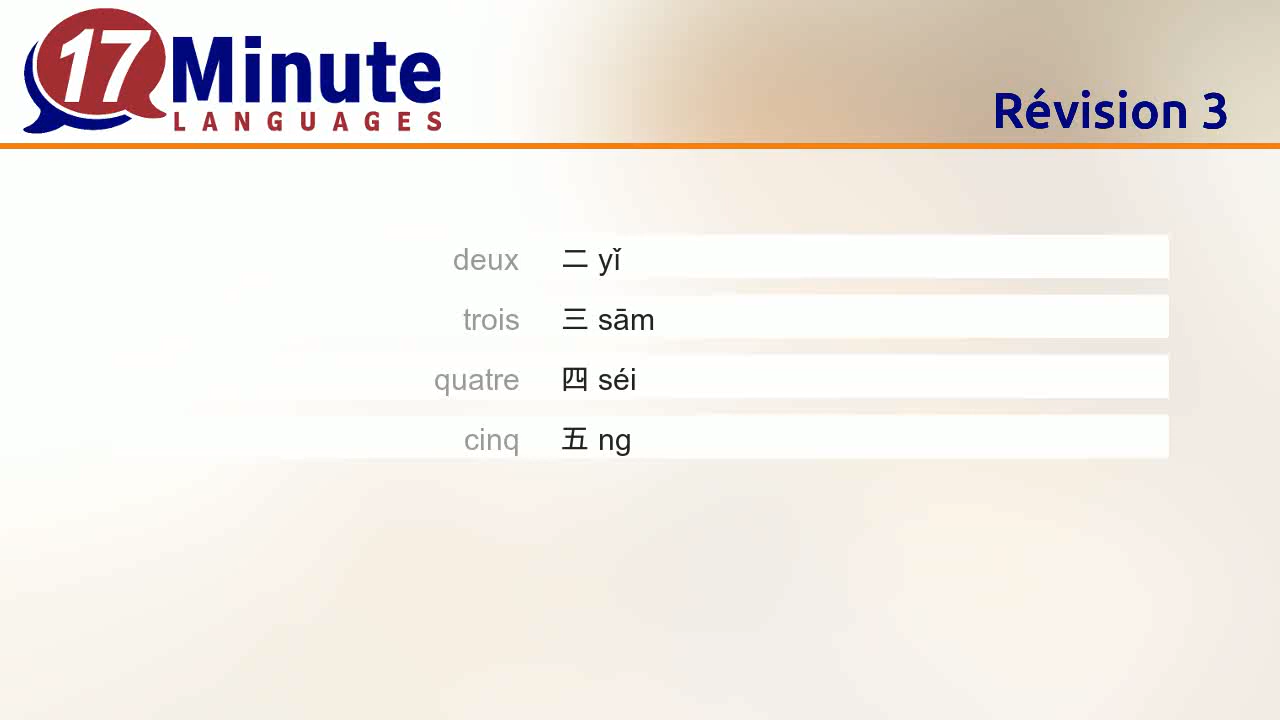 17 Minute
LANGUAGES
Révision 3
deux 二 yǐ
trois 三 sām
quatre 四 séi
cinq 五 ng